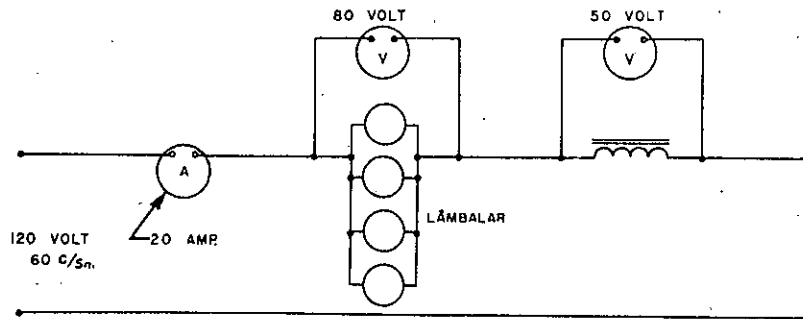 80 VOLT
50 VOLT
V
V
A
LÂMBALAR
120 VOLT
20 AMP.
60 C/Sn.